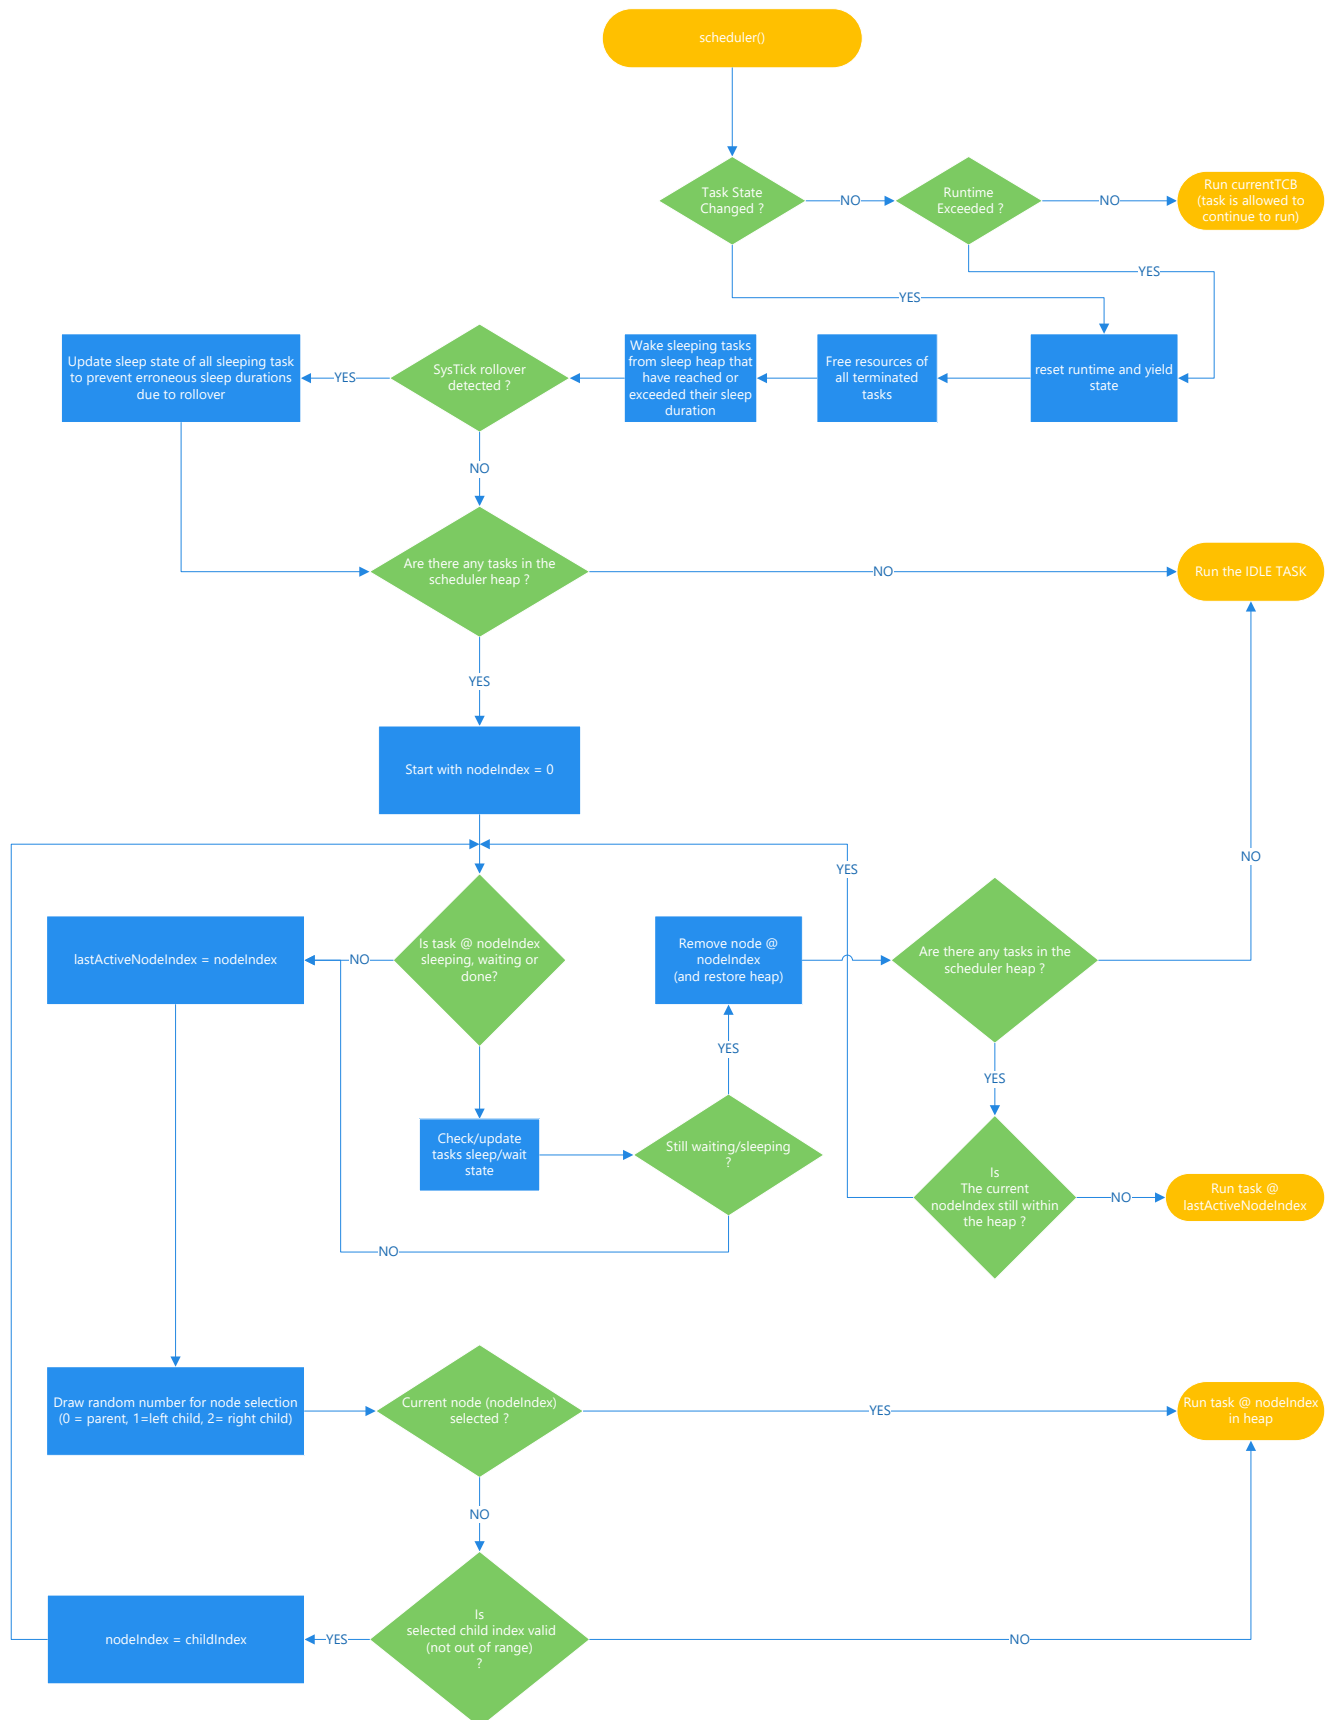 scheduler()
Task State
Changed ?
NO
Runtime
Exceeded ?
NO
Run currentTCB
(task is allowed to
continue to run)
YES
YES
Update sleep state of all sleeping task
to prevent erroneous sleep durations
due to rollover
YES
SysTick rollover
detected ?
Wake sleeping tasks
from sleep heap that
have reached or
exceeded their sleep
duration
Free resources of
all terminated
tasks
reset runtime and yield
state
NO
Are there any tasks in the
scheduler heap ?
NO
Run the IDLE TASK
YES
Start with nodeIndex = 0
YES
NO
lastActiveNodeIndex = nodeIndex
NO
Is task @ nodeIndex
sleeping, waiting or
done?
Remove node @
nodeIndex
(and restore heap)
Are there any tasks in the
scheduler heap ?
YES
YES
Check/update
tasks sleep/wait
state
Still waiting/sleeping
?
Is
The current
nodeIndex still within
the heap ?
NO
Run task @
lastActiveNodeIndex
NO
Draw random number for node selection
(0 = parent, 1=left child, 2= right child)
Current node (nodeIndex)
selected ?
YES
Run task @ nodeIndex
in heap
NO
nodeIndex = childIndex
YES
Is
selected child index valid
(not out of range)
?
NO